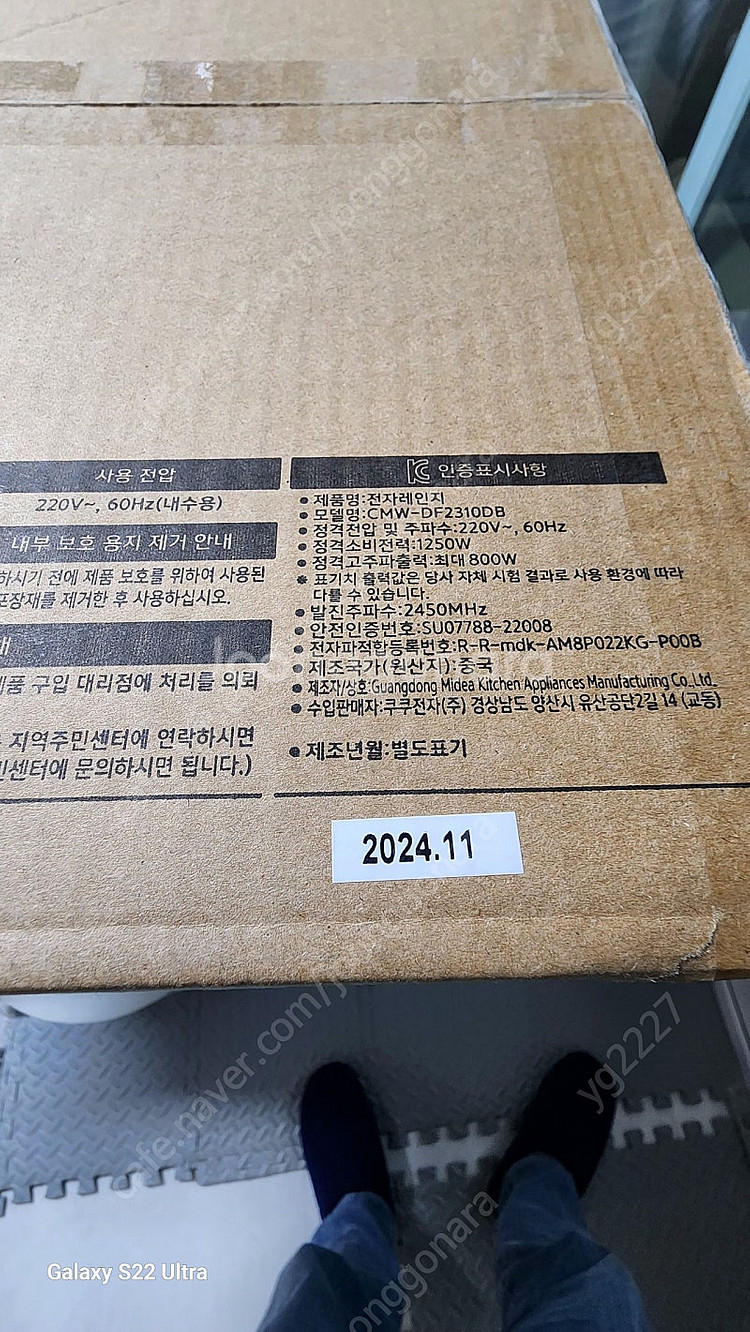 사용 전압
220V~, 60Hz(내수용)
내부 보호 용지 제거 안내
하시기 전에 제품 보호를 위하여 사용된
포장재를 제거한 후 사용하십시오.
제품 구입 대리점에 처리를 의뢰
지역주민센터에 연락하시면
민센터에 문의하시면 됩니다.)
KC 인증표시사항
● 제품명:전자레인지
● 모델명:CMW-DF2310DB
● 정격전압 및 주파수:220V~, 60Hz
● 정격소비전력:1250W
● 정격고주파출력:최대 800W
※ 표기치 출력값은 당사 자체 시험 결과로 사용 환경에 따라
다를 수 있습니다.
● 발진주파수:2450MHz
● 안전인증번호:SU07788-22008
● 전자파적합등록번호:R-R-mdk-AM8P022KG-P00B
● 제조국가(원산지):중국
● 제조자/상호:Guangdong Midea Kitchen Appliances Manufacturing Co.,Ltd.
● 수입판매자:쿠쿠전자(주) 경상남도 양산시 유산공단2길 14 (교동)
● 제조년월:별도표기
2024.11
cafe.naver.com/joonggonara
yg2227
yg2227
Galaxy S22 Ultra